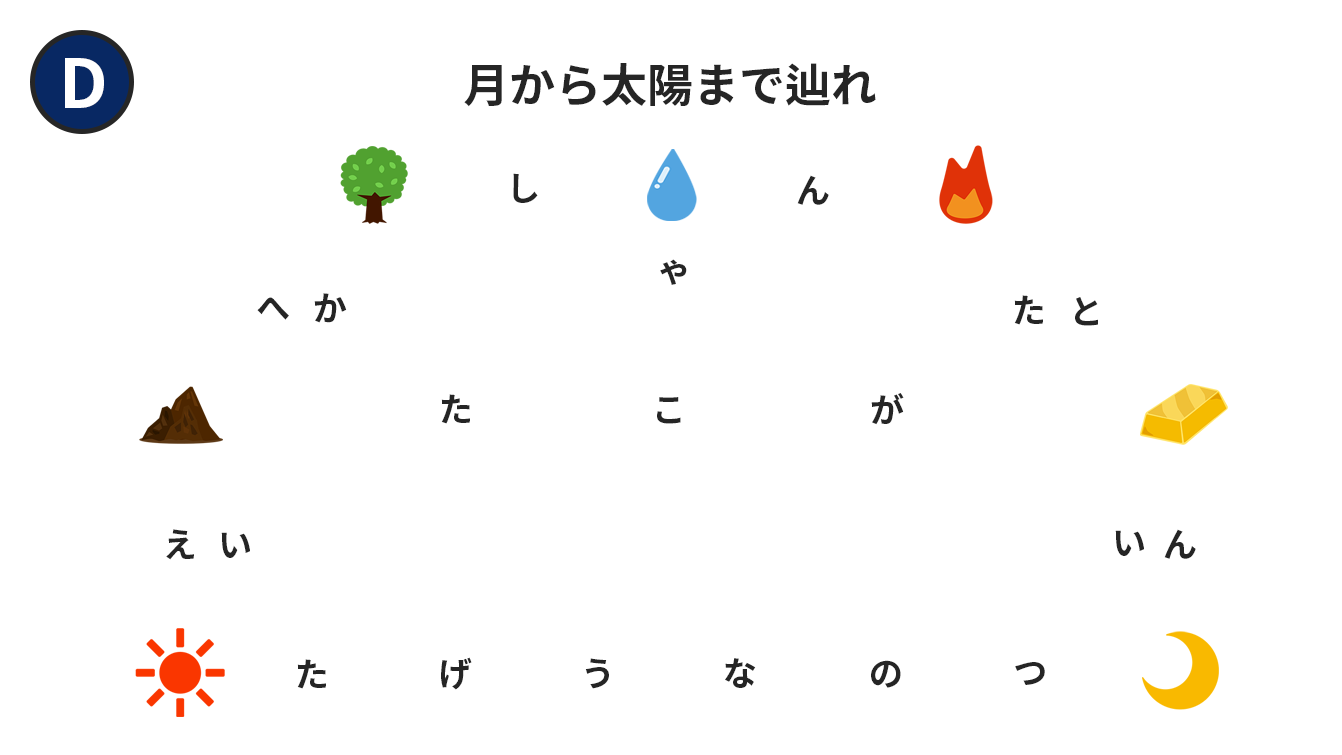 D
月から太陽まで辿れ
し ん
ゃ
へ か た と
た こ が
え い い ん
た げ う な の つ